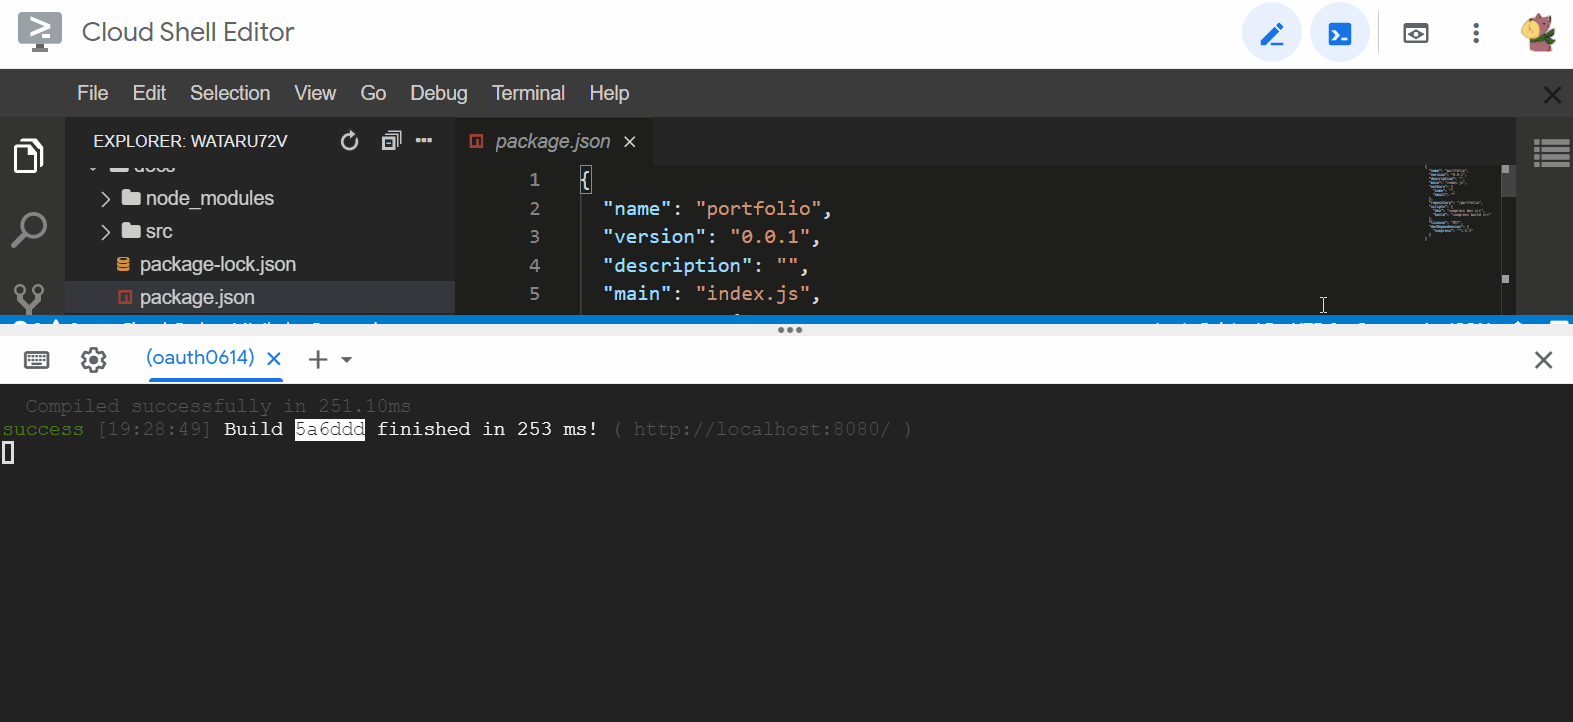 Cloud Shell Editor
File Edit Selection View Go Debug Terminal Help
EXPLORER: WATARU72V
package.json
docs
node_modules
src
package-lock.json
package.json
1 {
2 "name": "portfolio",
3 "version": "0.0.1",
4 "description": "",
5 "main": "index.js",
(oauth0614)
Compiled successfully in 251.10ms
success [19:28:49] Build 5a6ddd finished in 253 ms! ( http://localhost:8080/ )